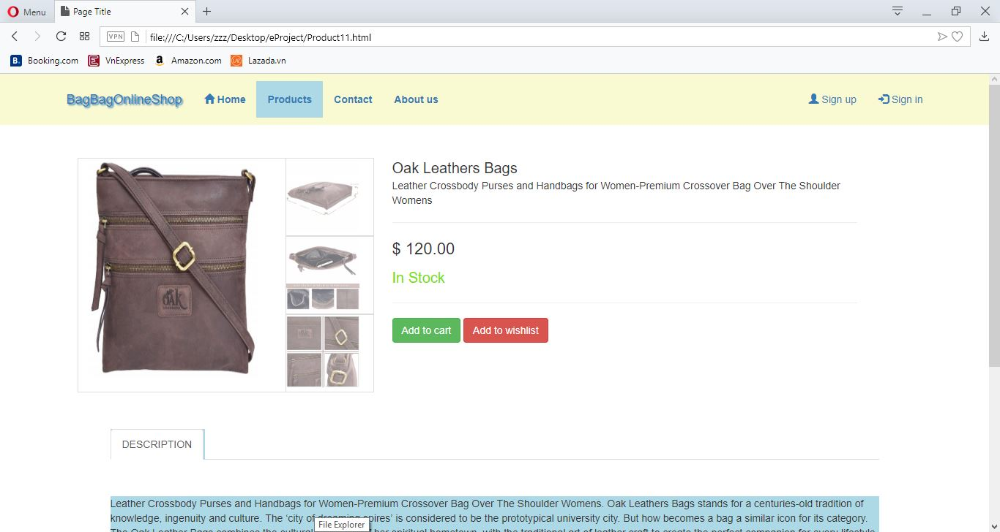 Menu
Page Title
VPN
file:///C:/Users/zzz/Desktop/eProject/Product11.html
B. Booking.com
E VnExpress
a Amazon.com
Lazada.vn
BagBagOnlineShop
Home
Products
Contact
About us
Sign up
Sign in
OAK
Oak Leathers Bags
Leather Crossbody Purses and Handbags for Women-Premium Crossover Bag Over The Shoulder
Womens
$ 120.00
In Stock
Add to cart
Add to wishlist
DESCRIPTION
Leather Crossbody Purses and Handbags for Women-Premium Crossover Bag Over The Shoulder Womens. Oak Leathers Bags stands for a centuries-old tradition of
knowledge, ingenuity and culture. The ‘city of dreaming spires’ is considered to be the prototypical university city. But how becomes a bag a similar icon for its category.
The Oak Leather Bags combines the cultural of her spiritual hometown, with the traditional art of leather craft to create the perfect companion for every lifestyle
File Explorer